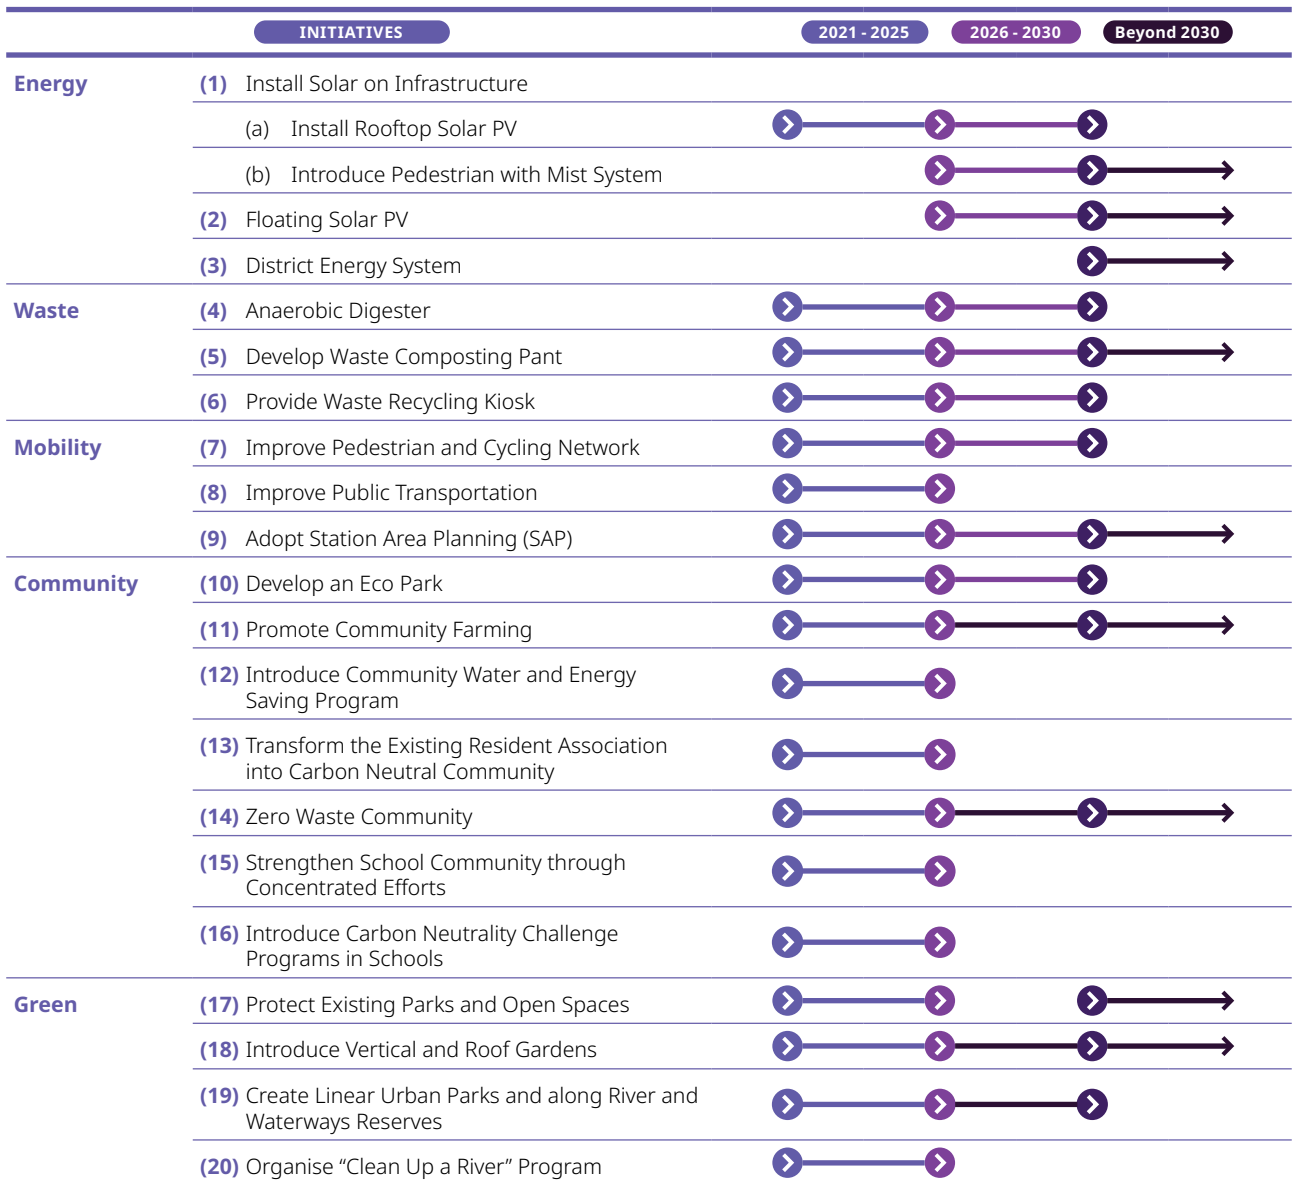 INITIATIVES 2021 - 2025 2026 - 2030 Beyond 2030
Energy (1) Install Solar on Infrastructure
(a) Install Rooftop Solar PV
(b) Introduce Pedestrian with Mist System
(2) Floating Solar PV
(3) District Energy System
Waste (4) Anaerobic Digester
(5) Develop Waste Composting Pant
(6) Provide Waste Recycling Kiosk
Mobility (7) Improve Pedestrian and Cycling Network
(8) Improve Public Transportation
(9) Adopt Station Area Planning (SAP)
Community (10) Develop an Eco Park
(11) Promote Community Farming
(12) Introduce Community Water and Energy
Saving Program
(13) Transform the Existing Resident Association
into Carbon Neutral Community
(14) Zero Waste Community
(15) Strengthen School Community through
Concentrated Efforts
(16) Introduce Carbon Neutrality Challenge
Programs in Schools
Green (17) Protect Existing Parks and Open Spaces
(18) Introduce Vertical and Roof Gardens
(19) Create Linear Urban Parks and along River and
Waterways Reserves
(20) Organise “Clean Up a River” Program